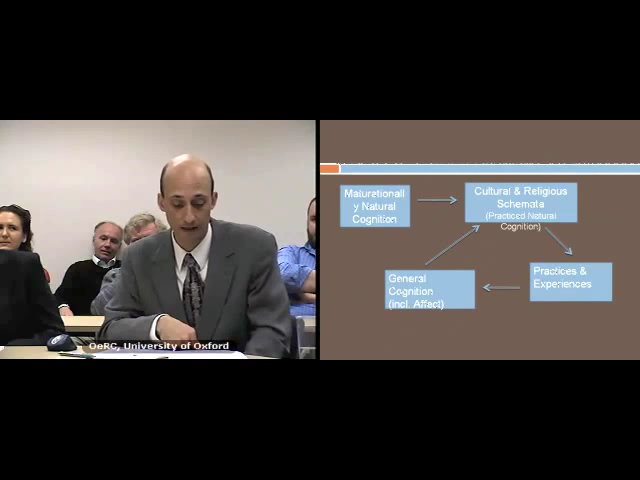 Maturationall
y Natural
Cognition
Cultural & Religious
Schemata
(Practiced Natural
Cognition)
General
Cognition
(incl. Affect)
Practices &
Experiences
OeRC, University of Oxford